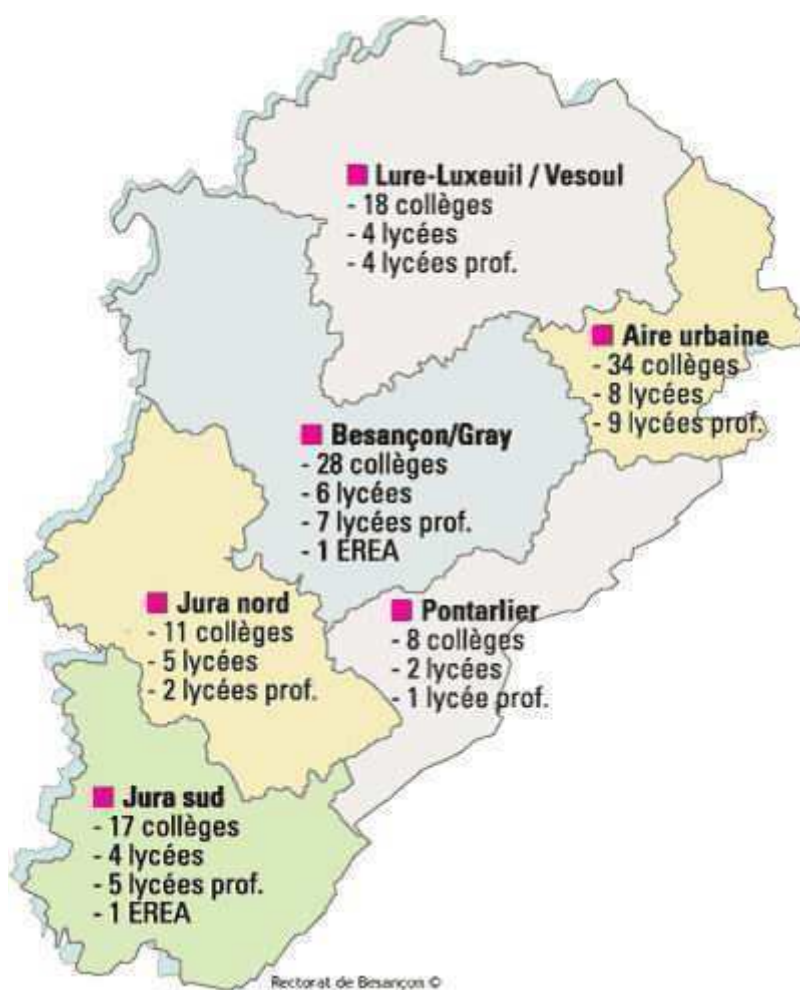 Lure-Luxeuil / Vesoul
- 18 collèges
- 4 lycées
- 4 lycées prof.
Aire urbaine
- 34 collèges
- 8 lycées
- 9 lycées prof.
Besançon/Gray
- 28 collèges
- 6 lycées
- 7 lycées prof.
- 1 EREA
Jura nord
- 11 collèges
- 5 lycées
- 2 lycées prof.
Pontarlier
- 8 collèges
- 2 lycées
- 1 lycée prof.
Jura sud
- 17 collèges
- 4 lycées
- 5 lycées prof.
- 1 EREA
Rectorat de Besançon ©